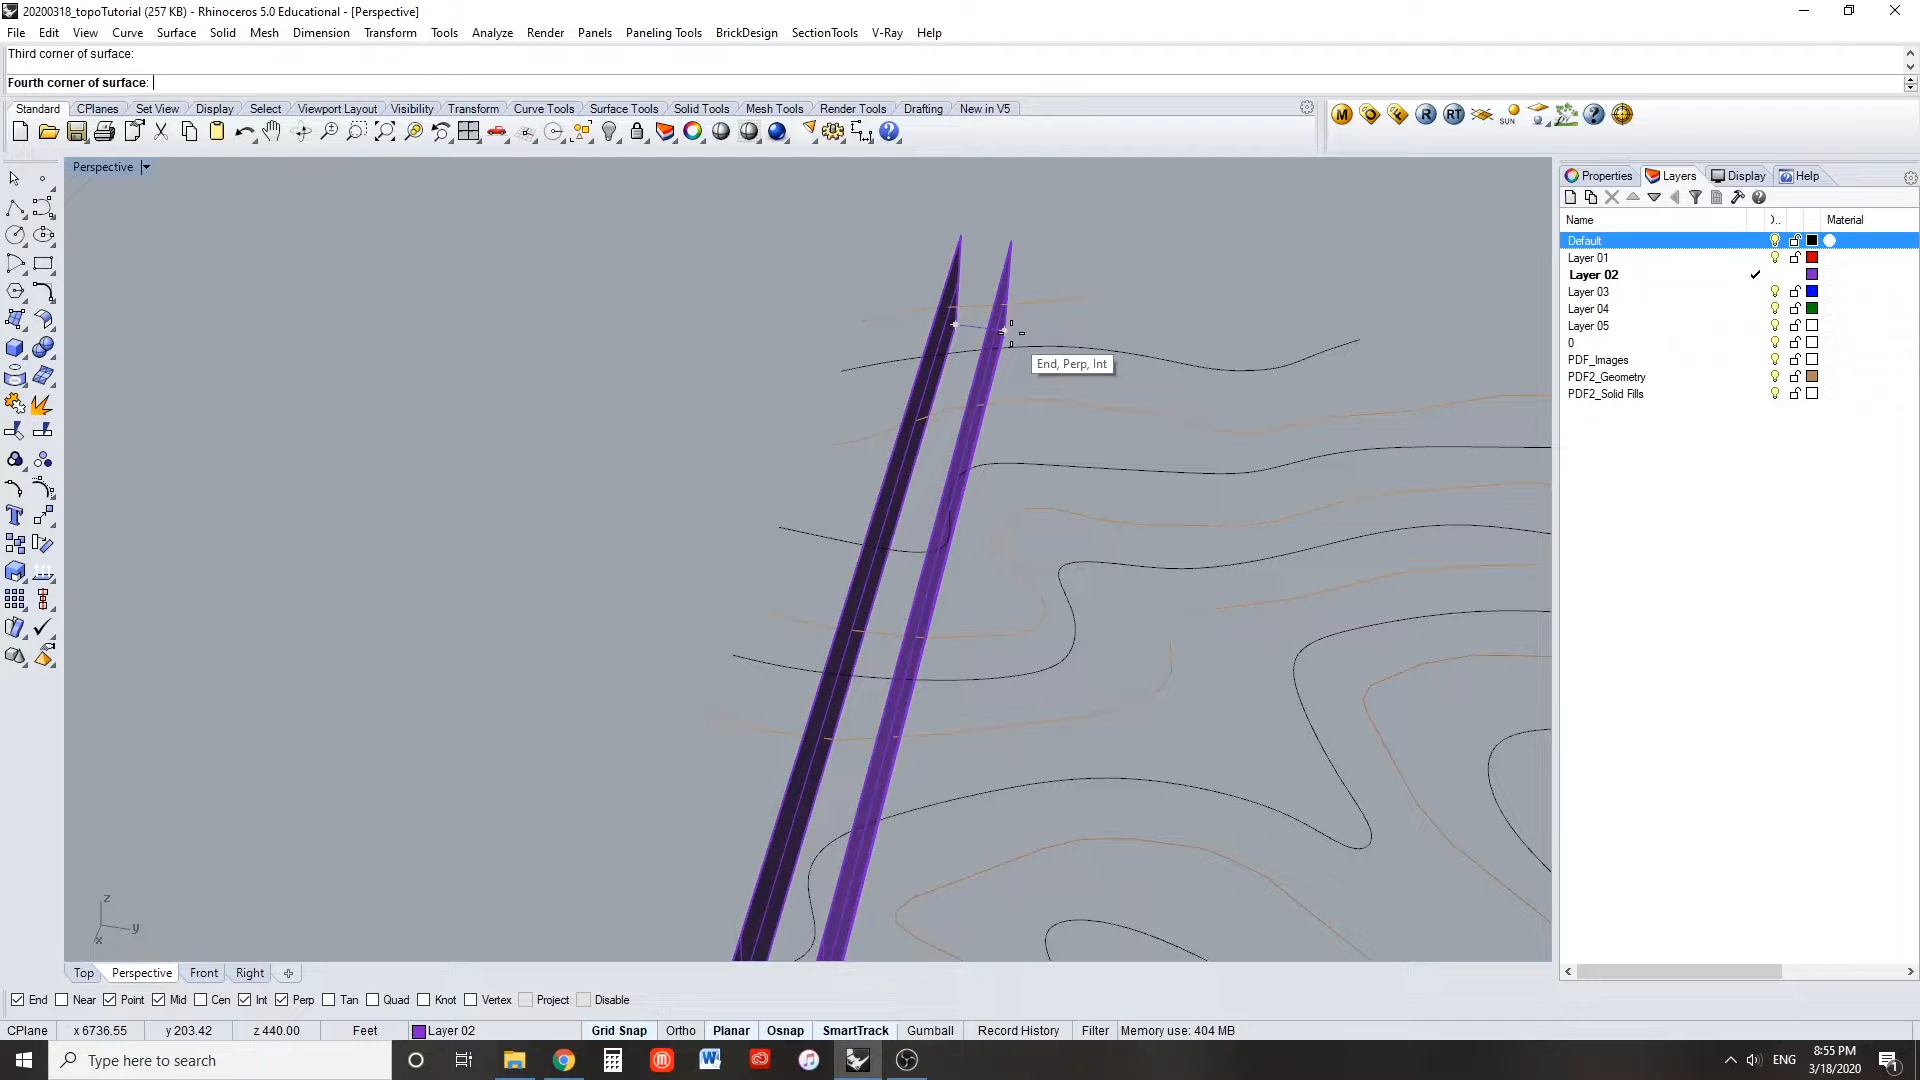 20200318_topoTutorial (257 KB) - Rhinoceros 5.0 Educational - [Perspective]
File Edit View Curve Surface Solid Mesh Dimension Transform Tools Analyze Render Panels Paneling Tools BrickDesign SectionTools V-Ray Help
Third corner of surface:
Fourth corner of surface:
Standard CPlanes Set View Display Select Viewport Layout Visibility Transform Curve Tools Surface Tools Solid Tools Mesh Tools Render Tools Drafting New in V5
M R RT SUN
Perspective
Properties Layers Display Help
Name ).. Material
Default
Layer 01
Layer 02
Layer 03
Layer 04
Layer 05
0
PDF_Images
PDF2_Geometry
PDF2_Solid Fills
End, Perp, Int
z
y
x
Top Perspective Front Right
End Near Point Mid Cen Int Perp Tan Quad Knot Vertex Project Disable
CPlane x 6736.55 y 203.42 z 440.00 Feet Layer 02 Grid Snap Ortho Planar Osnap SmartTrack Gumball Record History Filter Memory use: 404 MB
Type here to search
ENG
8:55 PM
3/18/2020
1